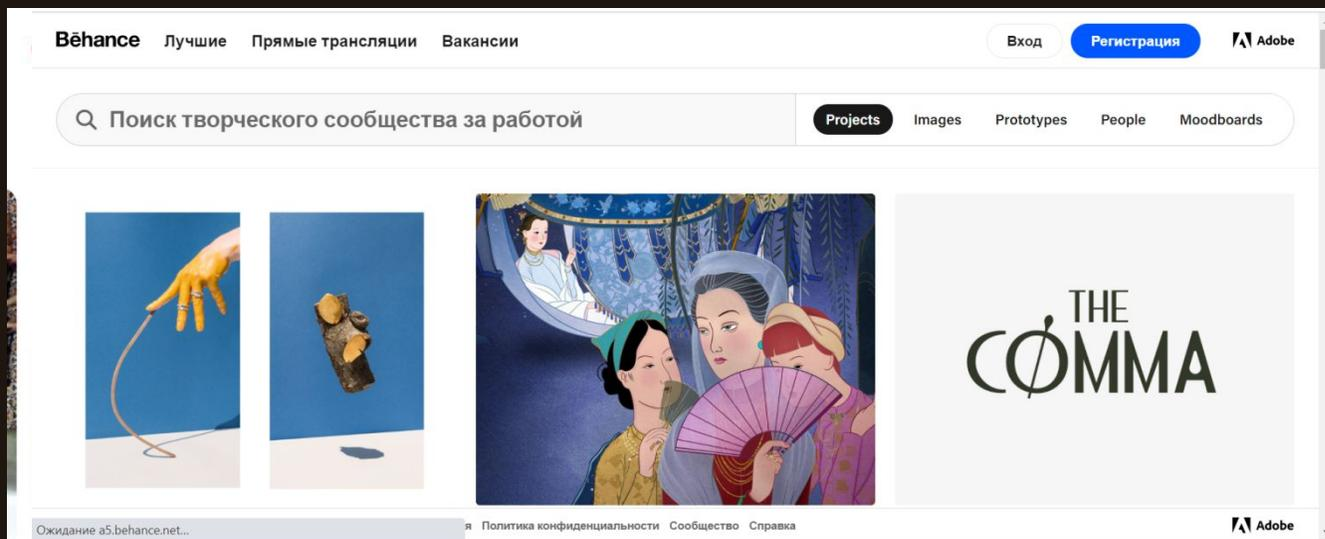 Bēhance Лучшие Прямые трансляции Вакансии Вход Регистрация Adobe
Поиск творческого сообщества за работой Projects Images Prototypes People Moodboards
THE
COMMA
Ожидание a5.behance.net... я Политика конфиденциальности Сообщество Справка Adobe